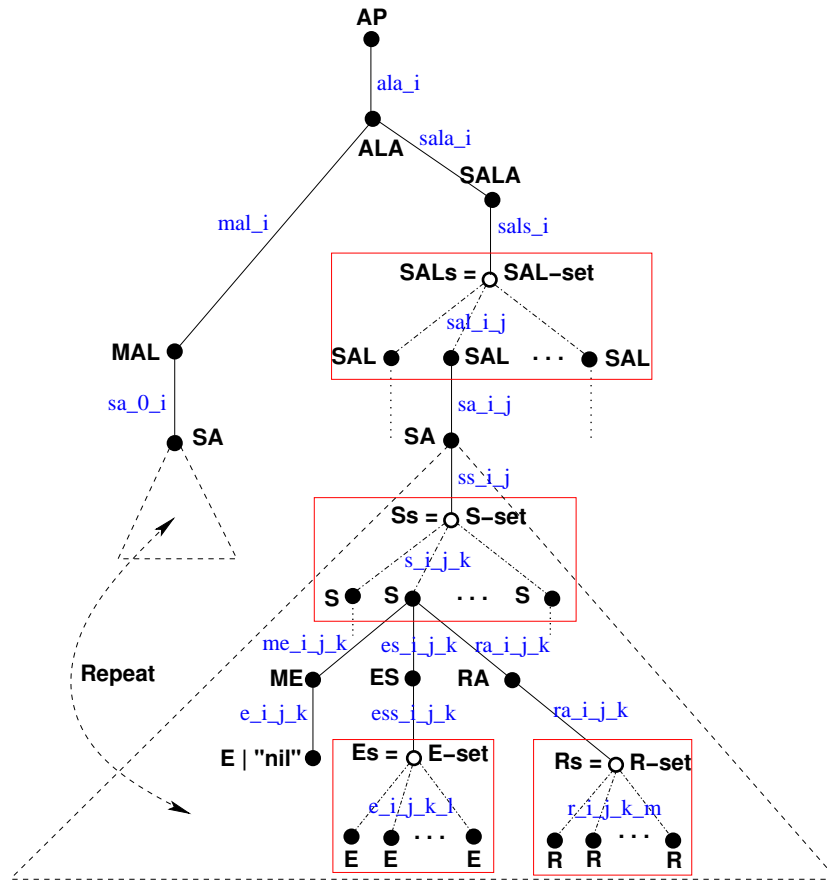 AP
ala_i
ALA
sala_i
SALA
mal_i
sals_i
SALs = SAL-set
sal_i_j
MAL
SAL SAL . . . SAL
sa_0_i
sa_i_j
SA
SA
ss_i_j
Ss = S-set
s_i_j_k
S S . . . S
me_i_j_k es_i_j_k ra_i_j_k
Repeat
ME ES RA
e_i_j_k ess_i_j_k ra_i_j_k
E | "nil" Es = E-set Rs = R-set
e_i_j_k_l r_i_j_k_m
. . . . . .
E E E R R R